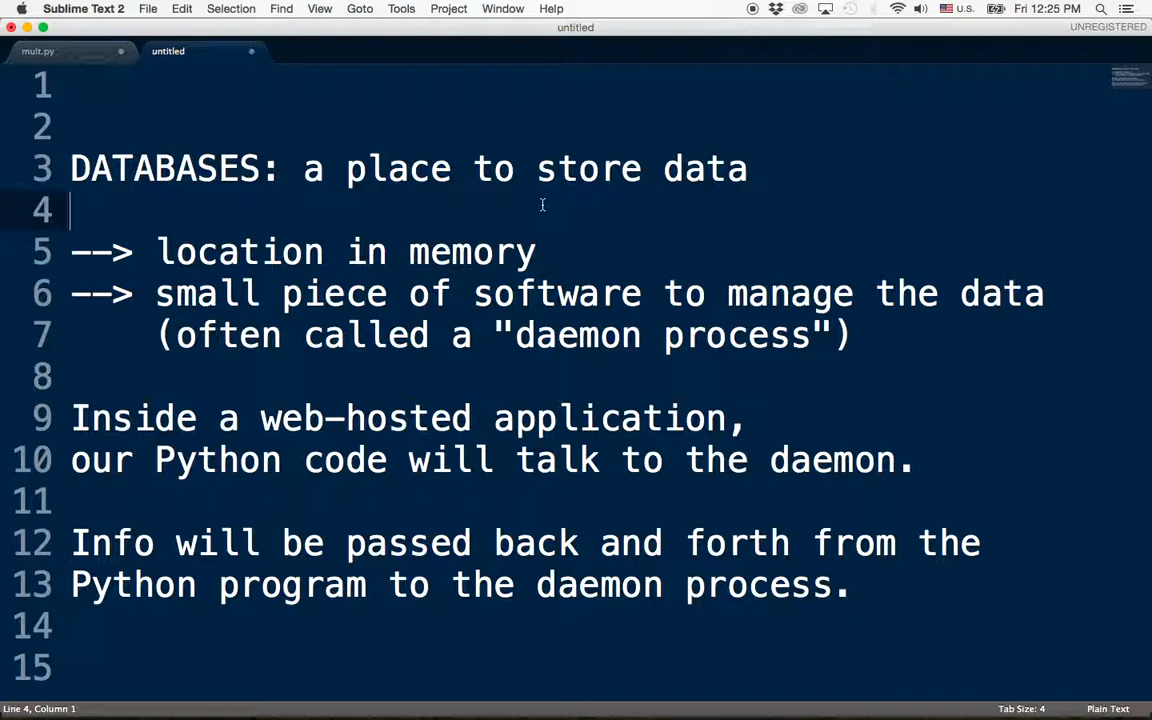 Sublime Text 2 File Edit Selection Find View Goto Tools Project Window Help U.S. Fri 12:25 PM
untitled UNREGISTERED
mult.py untitled
1
2
3 DATABASES: a place to store data
4
5 --> location in memory
6 --> small piece of software to manage the data
7 (often called a "daemon process")
8
9 Inside a web-hosted application,
10 our Python code will talk to the daemon.
11
12 Info will be passed back and forth from the
13 Python program to the daemon process.
14
15
Line 4, Column 1 Tab Size: 4 Plain Text